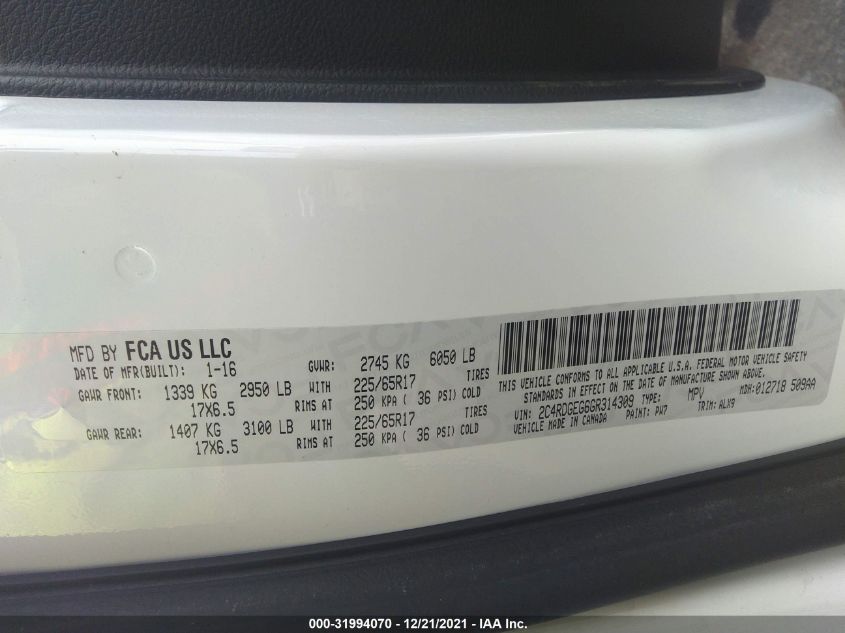 MFD BY FCA US LLC
DATE OF MFR(BUILT): 1-16 GVWR: 2745 KG 6050 LB
GAWR FRONT: 1339 KG 2950 LB WITH 225/65R17 TIRES
17X6.5 RIMS AT 250 KPA ( 36 PSI) COLD
GAWR REAR: 1407 KG 3100 LB WITH 225/65R17 TIRES
17X6.5 RIMS AT 250 KPA ( 36 PSI) COLD
THIS VEHICLE CONFORMS TO ALL APPLICABLE U.S.A. FEDERAL MOTOR VEHICLE SAFETY
STANDARDS IN EFFECT ON THE DATE OF MANUFACTURE SHOWN ABOVE.
VIN: 2C4RDGEG6GR314309 TYPE: MPV MDH:012718 509AA
VEHICLE MADE IN CANADA PAINT: PW7 TRIM: ALX9
000-31994070 - 12/21/2021 - IAA Inc.